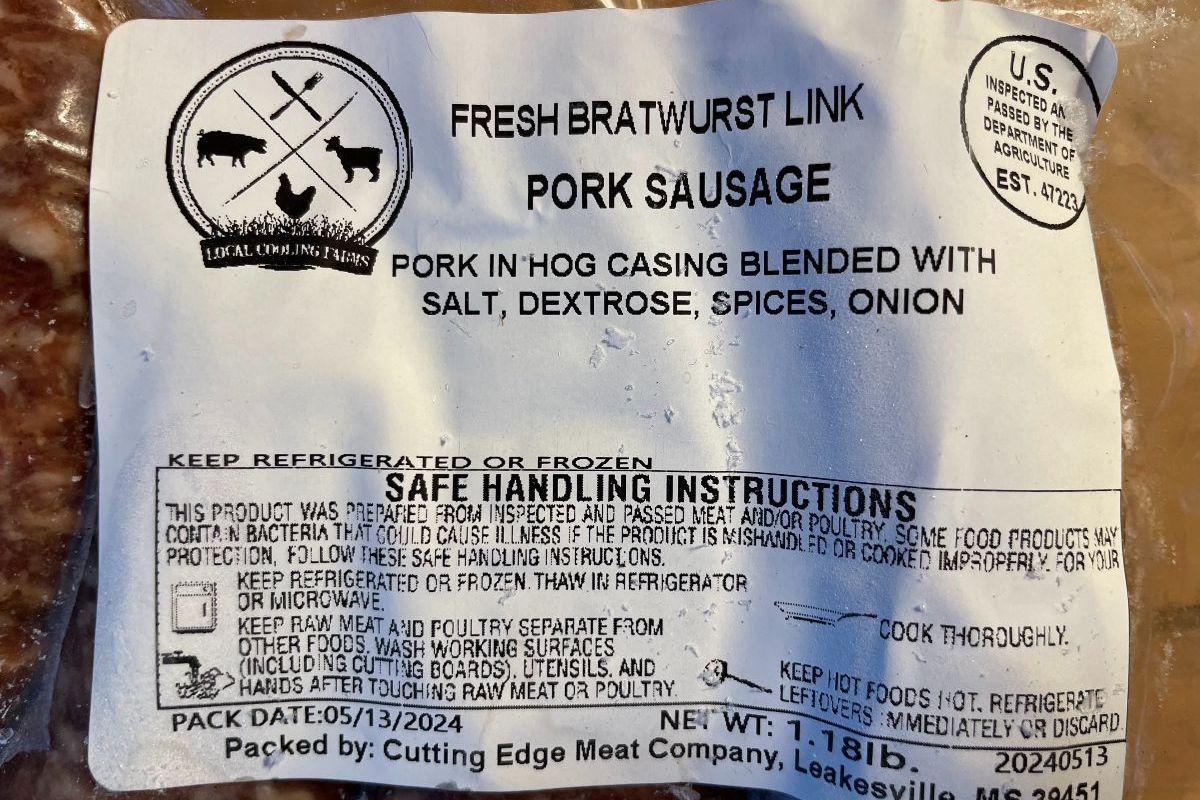 LOCAL COOLING FARMS
FRESH BRATWURST LINK
PORK SAUSAGE
PORK IN HOG CASING BLENDED WITH
SALT, DEXTROSE, SPICES, ONION
U.S.
INSPECTED AN
PASSED BY THE
DEPARTMENT OF
AGRICULTURE
EST. 47223
KEEP REFRIGERATED OR FROZEN
SAFE HANDLING INSTRUCTIONS
THIS PRODUCT WAS PREPARED FROM INSPECTED AND PASSED MEAT AND/OR POULTRY. SOME FOOD PRODUCTS MAY
CONTAIN BACTERIA THAT COULD CAUSE ILLNESS IF THE PRODUCT IS MISHANDLED OR COOKED IMPROPERLY. FOR YOUR
PROTECTION, FOLLOW THESE SAFE HANDLING INSTRUCTIONS.
KEEP REFRIGERATED OR FROZEN. THAW IN REFRIGERATOR
OR MICROWAVE.
KEEP RAW MEAT AND POULTRY SEPARATE FROM
OTHER FOODS. WASH WORKING SURFACES
(INCLUDING CUTTING BOARDS), UTENSILS, AND
HANDS AFTER TOUCHING RAW MEAT OR POULTRY.
COOK THOROUGHLY.
KEEP HOT FOODS HOT. REFRIGERATE
LEFTOVERS IMMEDIATELY OR DISCARD.
PACK DATE:05/13/2024
NET WT: 1.18lb.
20240513
Packed by: Cutting Edge Meat Company, Leakesville, MS 39451